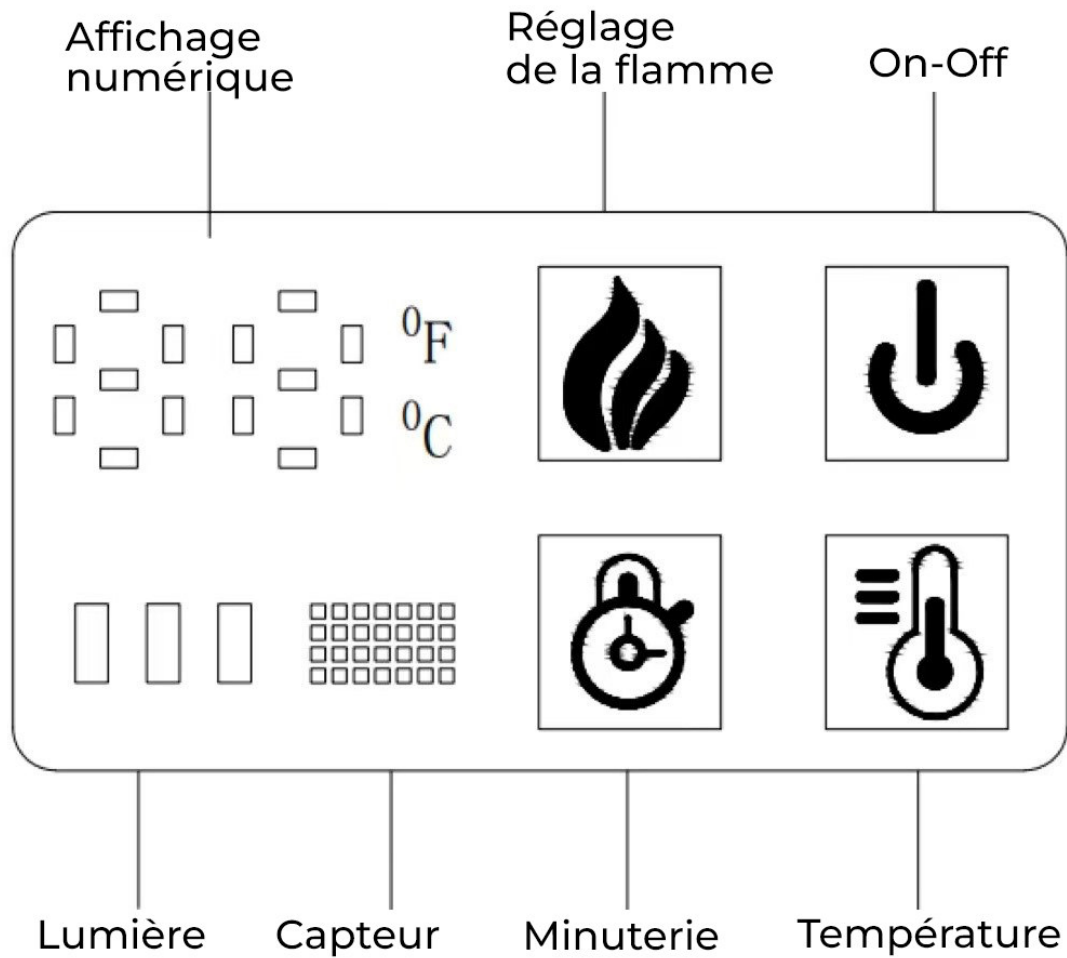 Affichage
numérique
Réglage
de la flamme
On-Off
⁰F
⁰C
Lumière
Capteur
Minuterie
Température